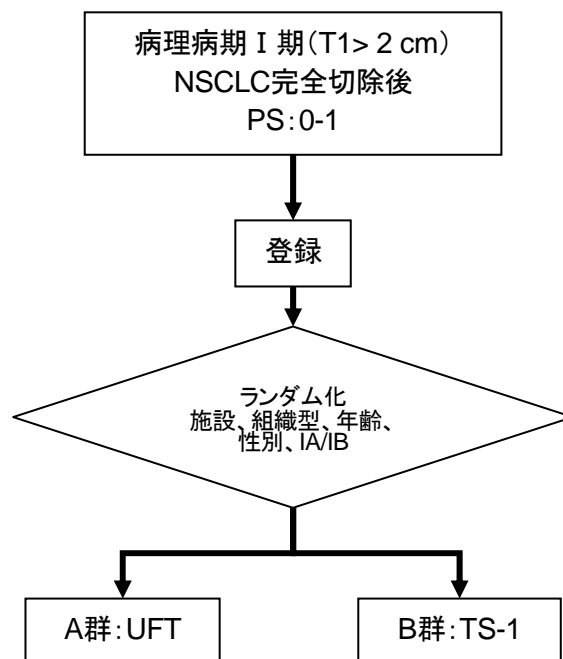 病理病期Ⅰ期(T1> 2 cm)
NSCLC完全切除後
PS:0-1
登録
ランダム化
施設、組織型、年齢、
性別、IA/IB
A群:UFT
B群:TS-1